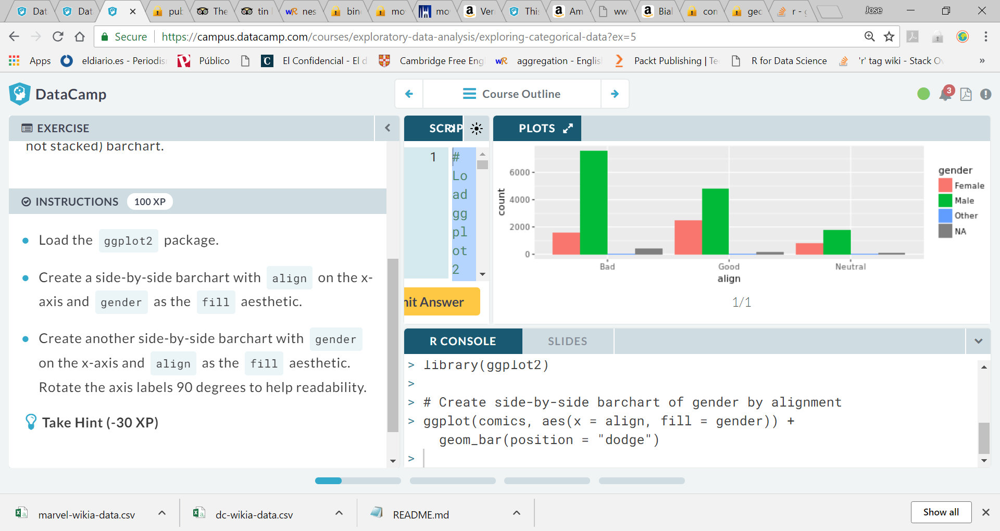 Dat
Dat
pub
The
tin
nes
bin
mo
mo
Ver
This
Am
ww
Bial
con
geo
r - g
Jose
Secure
https://campus.datacamp.com/courses/exploratory-data-analysis/exploring-categorical-data?ex=5
Apps
eldiario.es - Periodis
Público
El Confidencial - El d
Cambridge Free Eng
wR
aggregation - Englis
Packt Publishing | Te
R for Data Science
'r' tag wiki - Stack Ov
»
DataCamp
Course Outline
3
EXERCISE
not stacked) barchart.
INSTRUCTIONS 100 XP
Load the ggplot2 package.
Create a side-by-side barchart with align on the x-
axis and gender as the fill aesthetic.
Create another side-by-side barchart with gender
on the x-axis and align as the fill aesthetic.
Rotate the axis labels 90 degrees to help readability.
Take Hint (-30 XP)
SCRIP
1
#
Lo
ad
gg
pl
ot
2
nit Answer
PLOTS
6000
4000
2000
0
count
Bad
Good
Neutral
align
gender
Female
Male
Other
NA
1/1
R CONSOLE
SLIDES
> library(ggplot2)
>
> # Create side-by-side barchart of gender by alignment
> ggplot(comics, aes(x = align, fill = gender)) +
geom_bar(position = "dodge")
>
marvel-wikia-data.csv
dc-wikia-data.csv
README.md
Show all